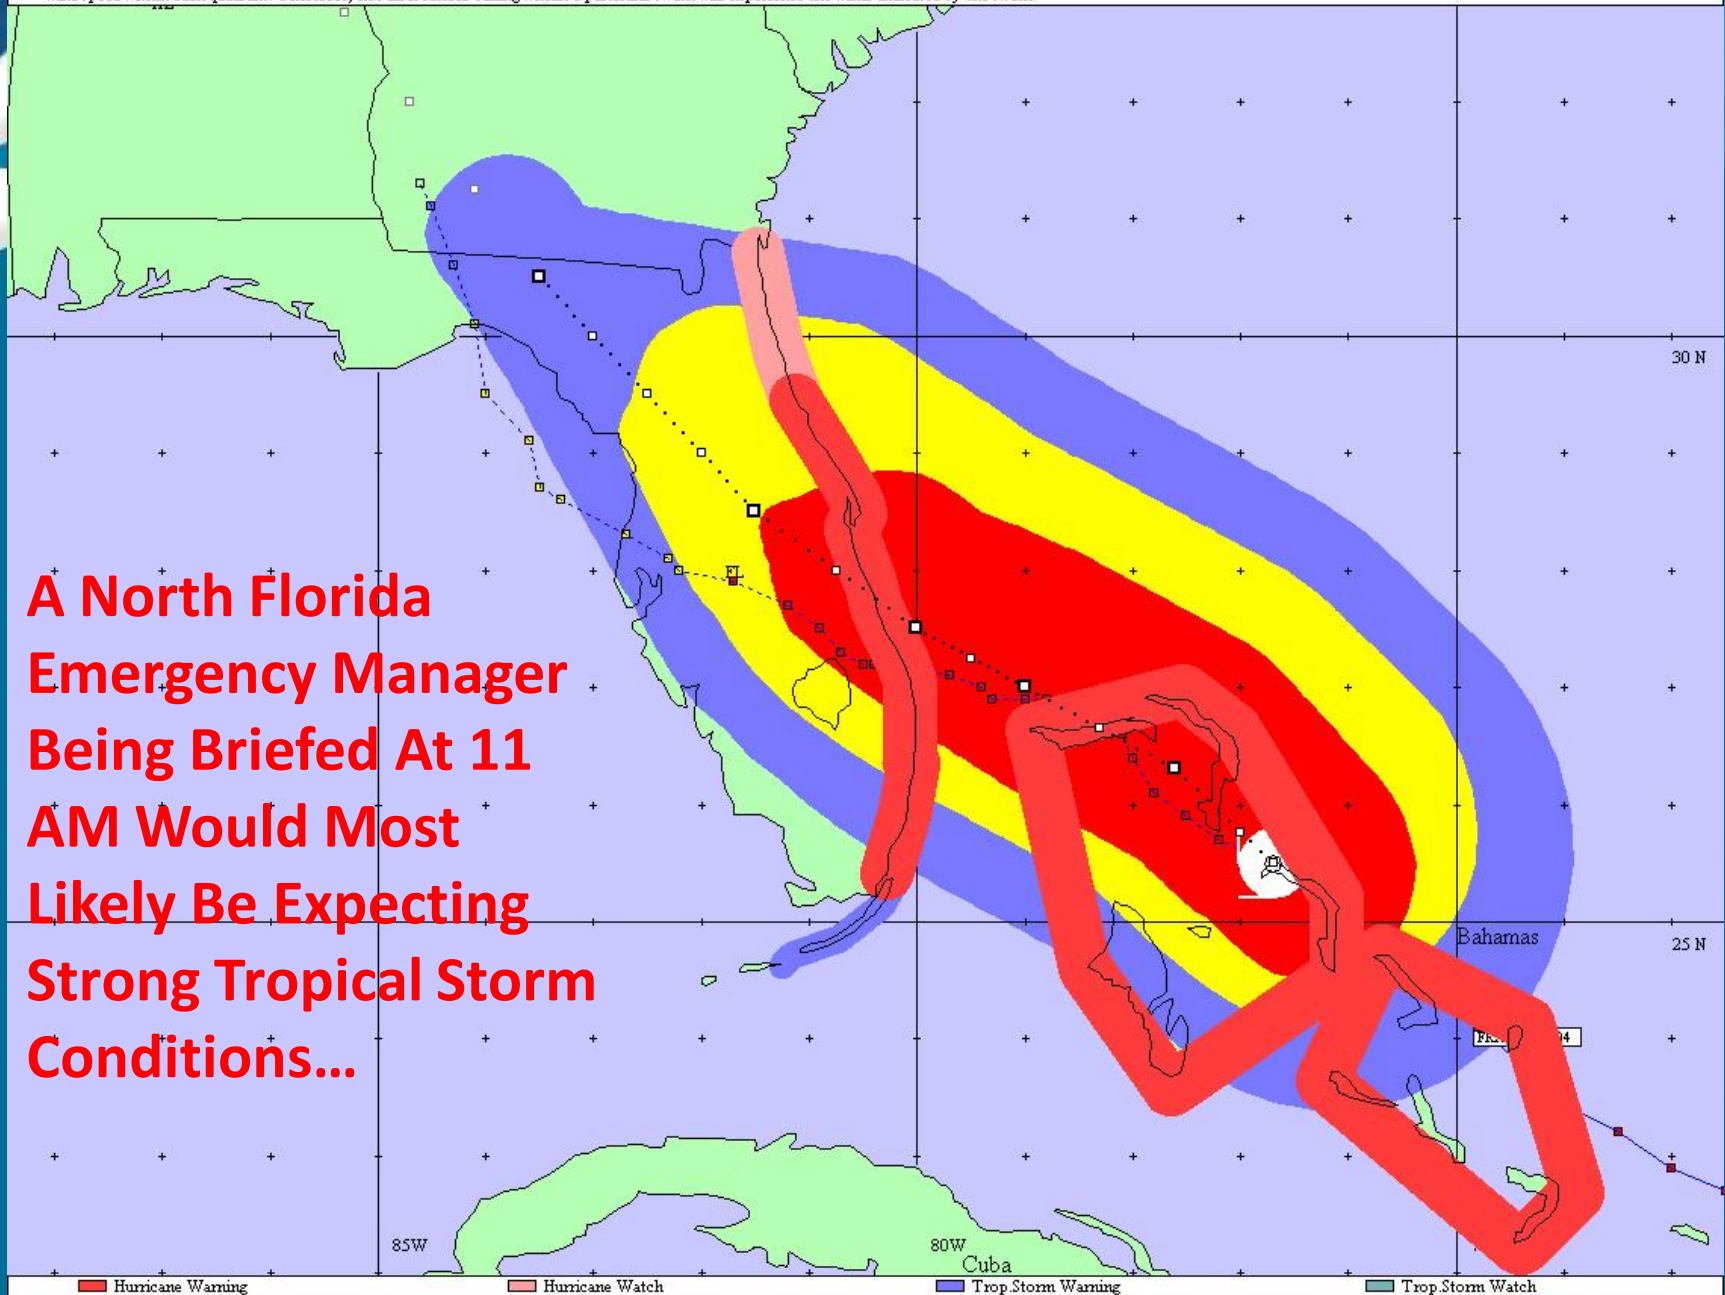 30 N
A North Florida
Emergency Manager
Being Briefed At 11
AM Would Most
Likely Be Expecting
Strong Tropical Storm
Conditions...
FL
Bahamas
25 N
85W
80W
Cuba
Hurricane Warning
Hurricane Watch
Trop.Storm Warning
Trop.Storm Watch